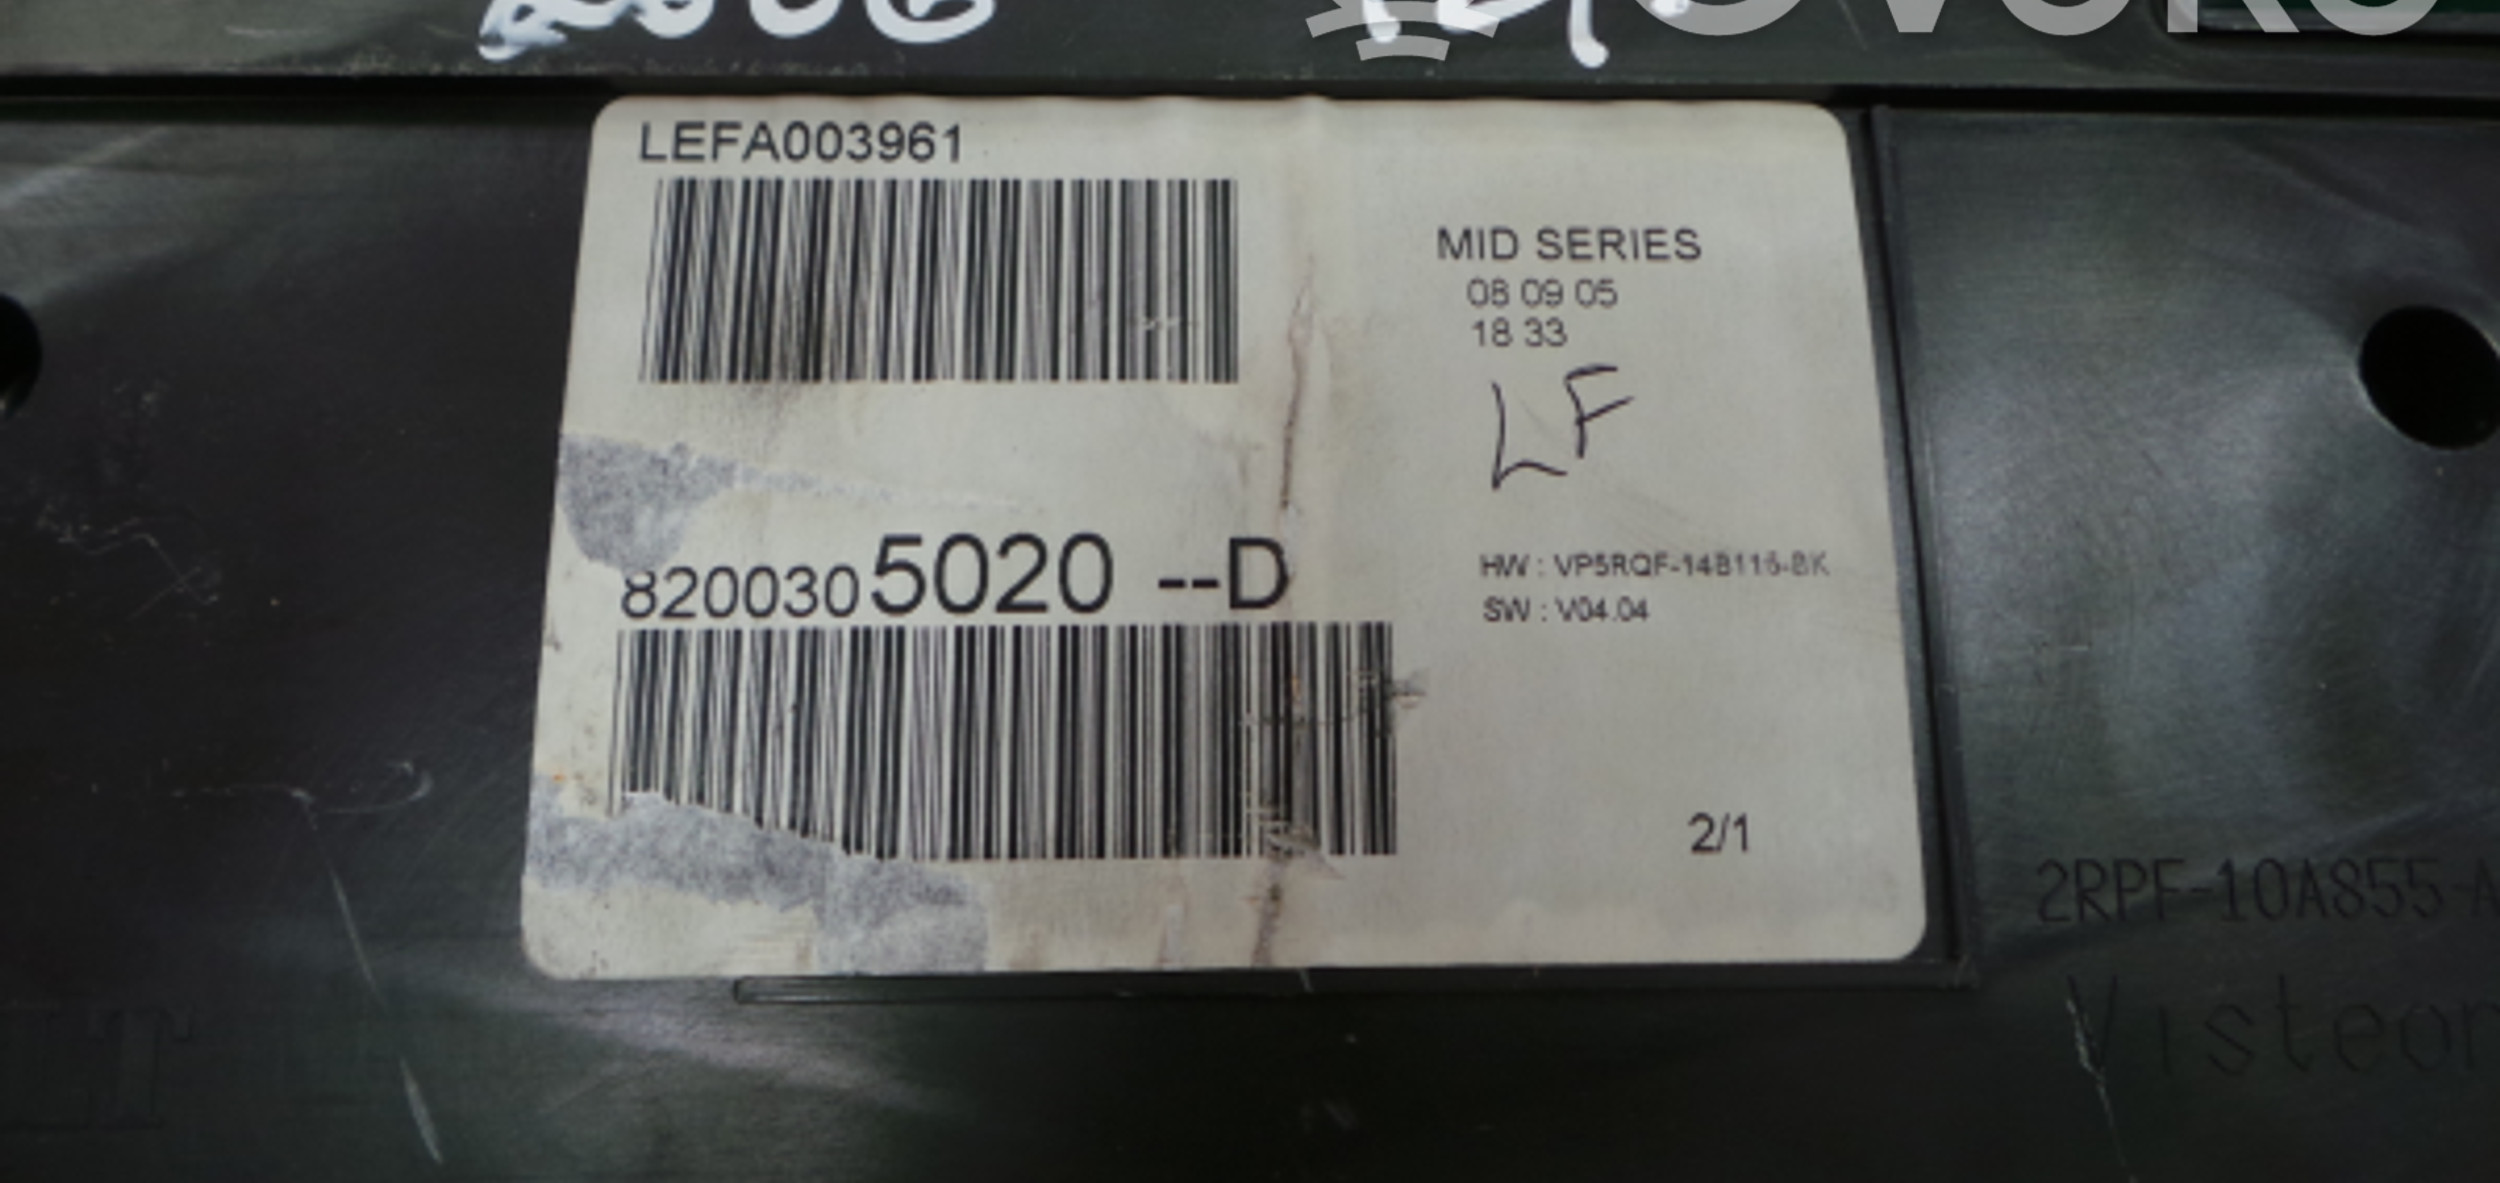 LEFA003961
MID SERIES
08 09 05
18 33
LF
8200305020 --D
HW : VP5RQF-14B116-BK
SW : V04.04
2/1
2RPF-10A855-A
Visteon